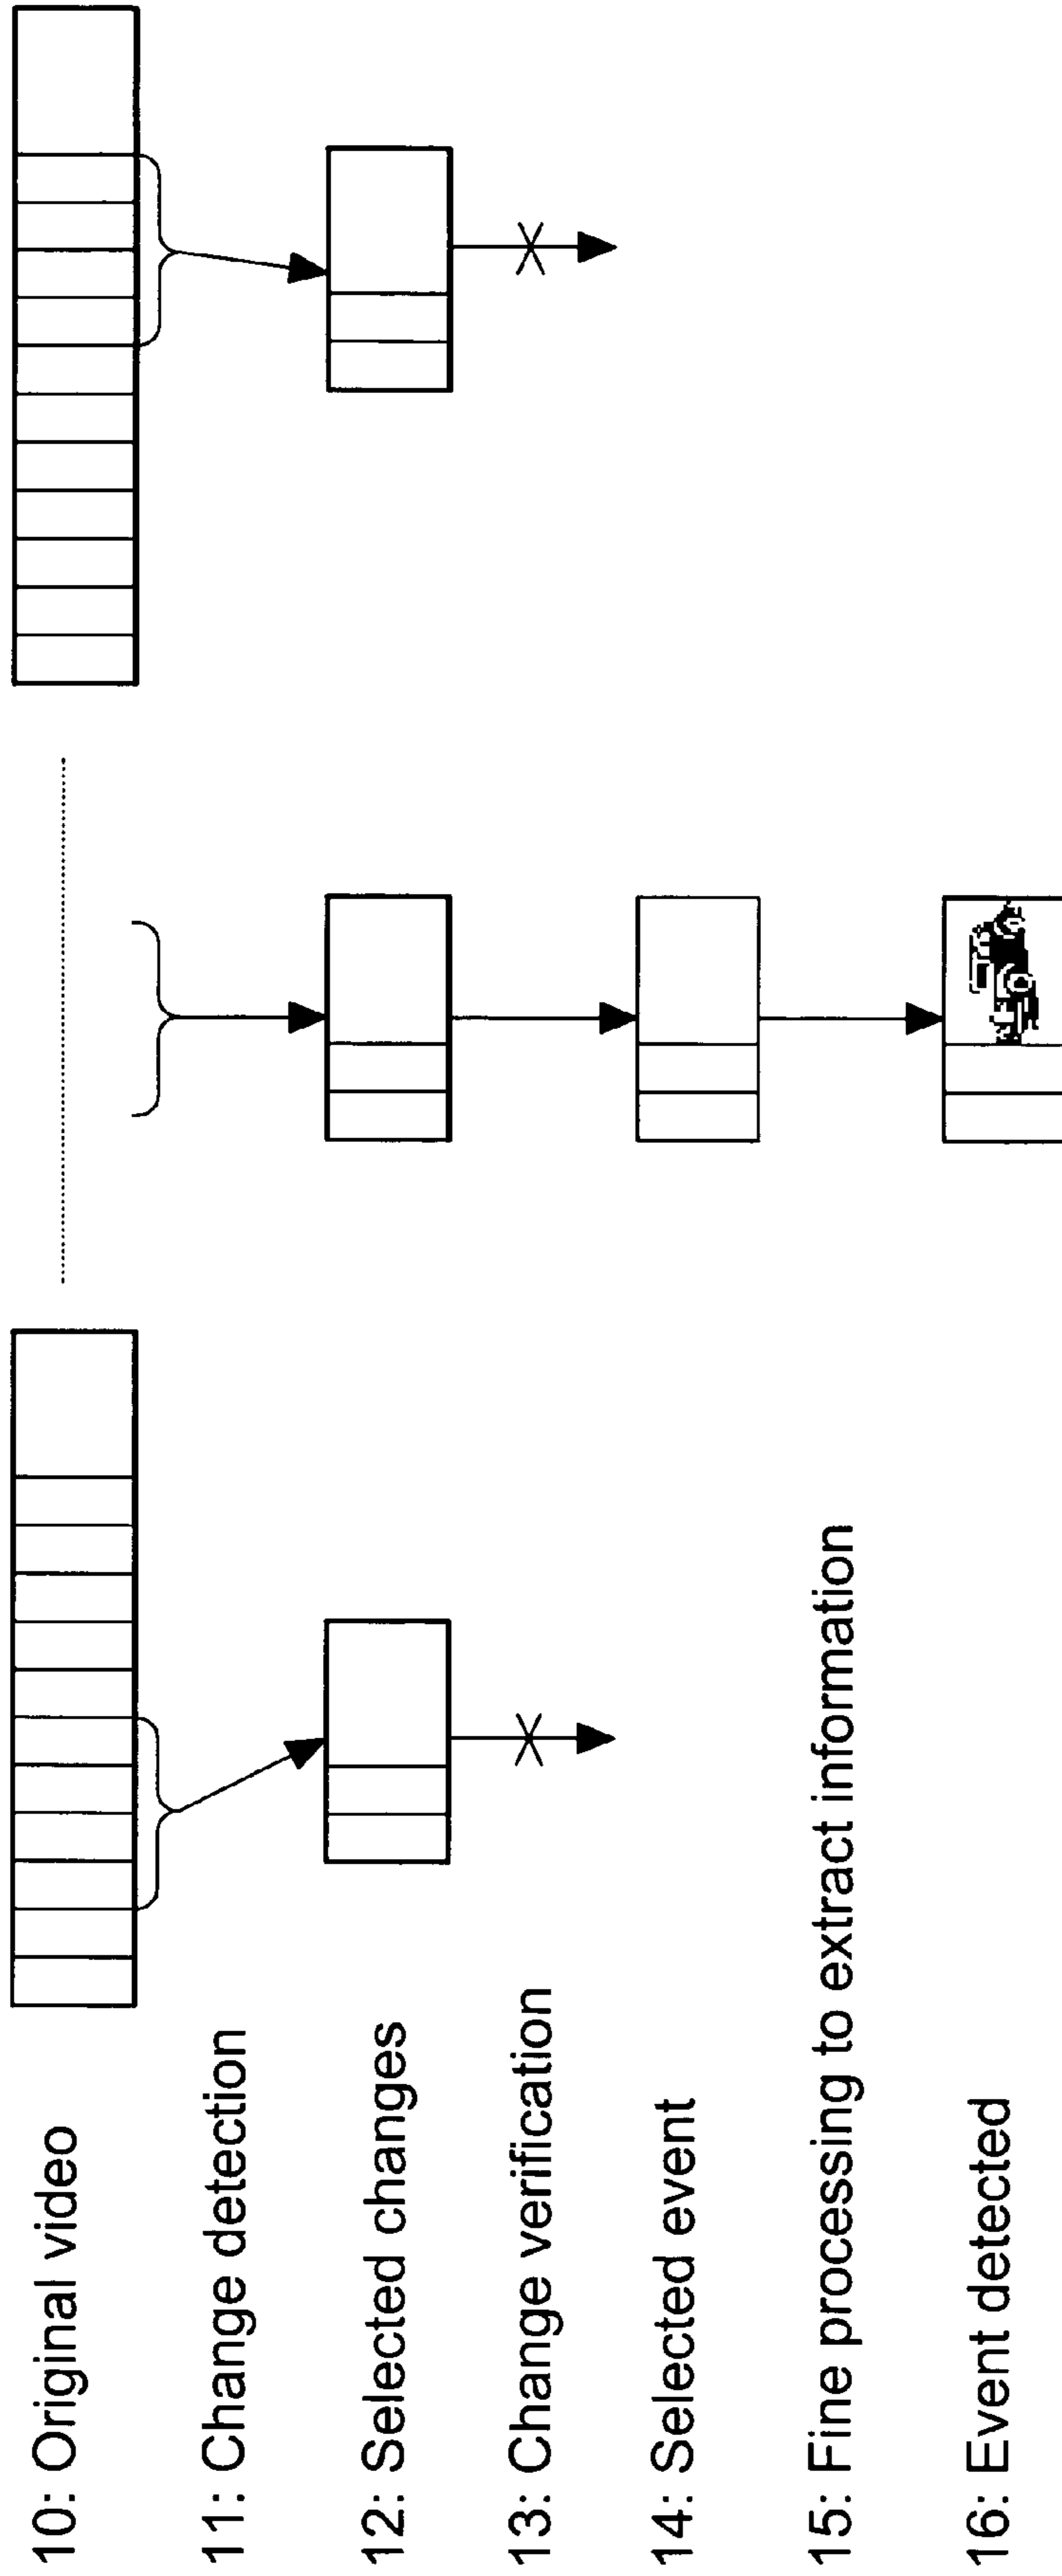 10: Original video
11: Change detection
12: Selected changes
13: Change verification
14: Selected event
15: Fine processing to extract information
16: Event detected